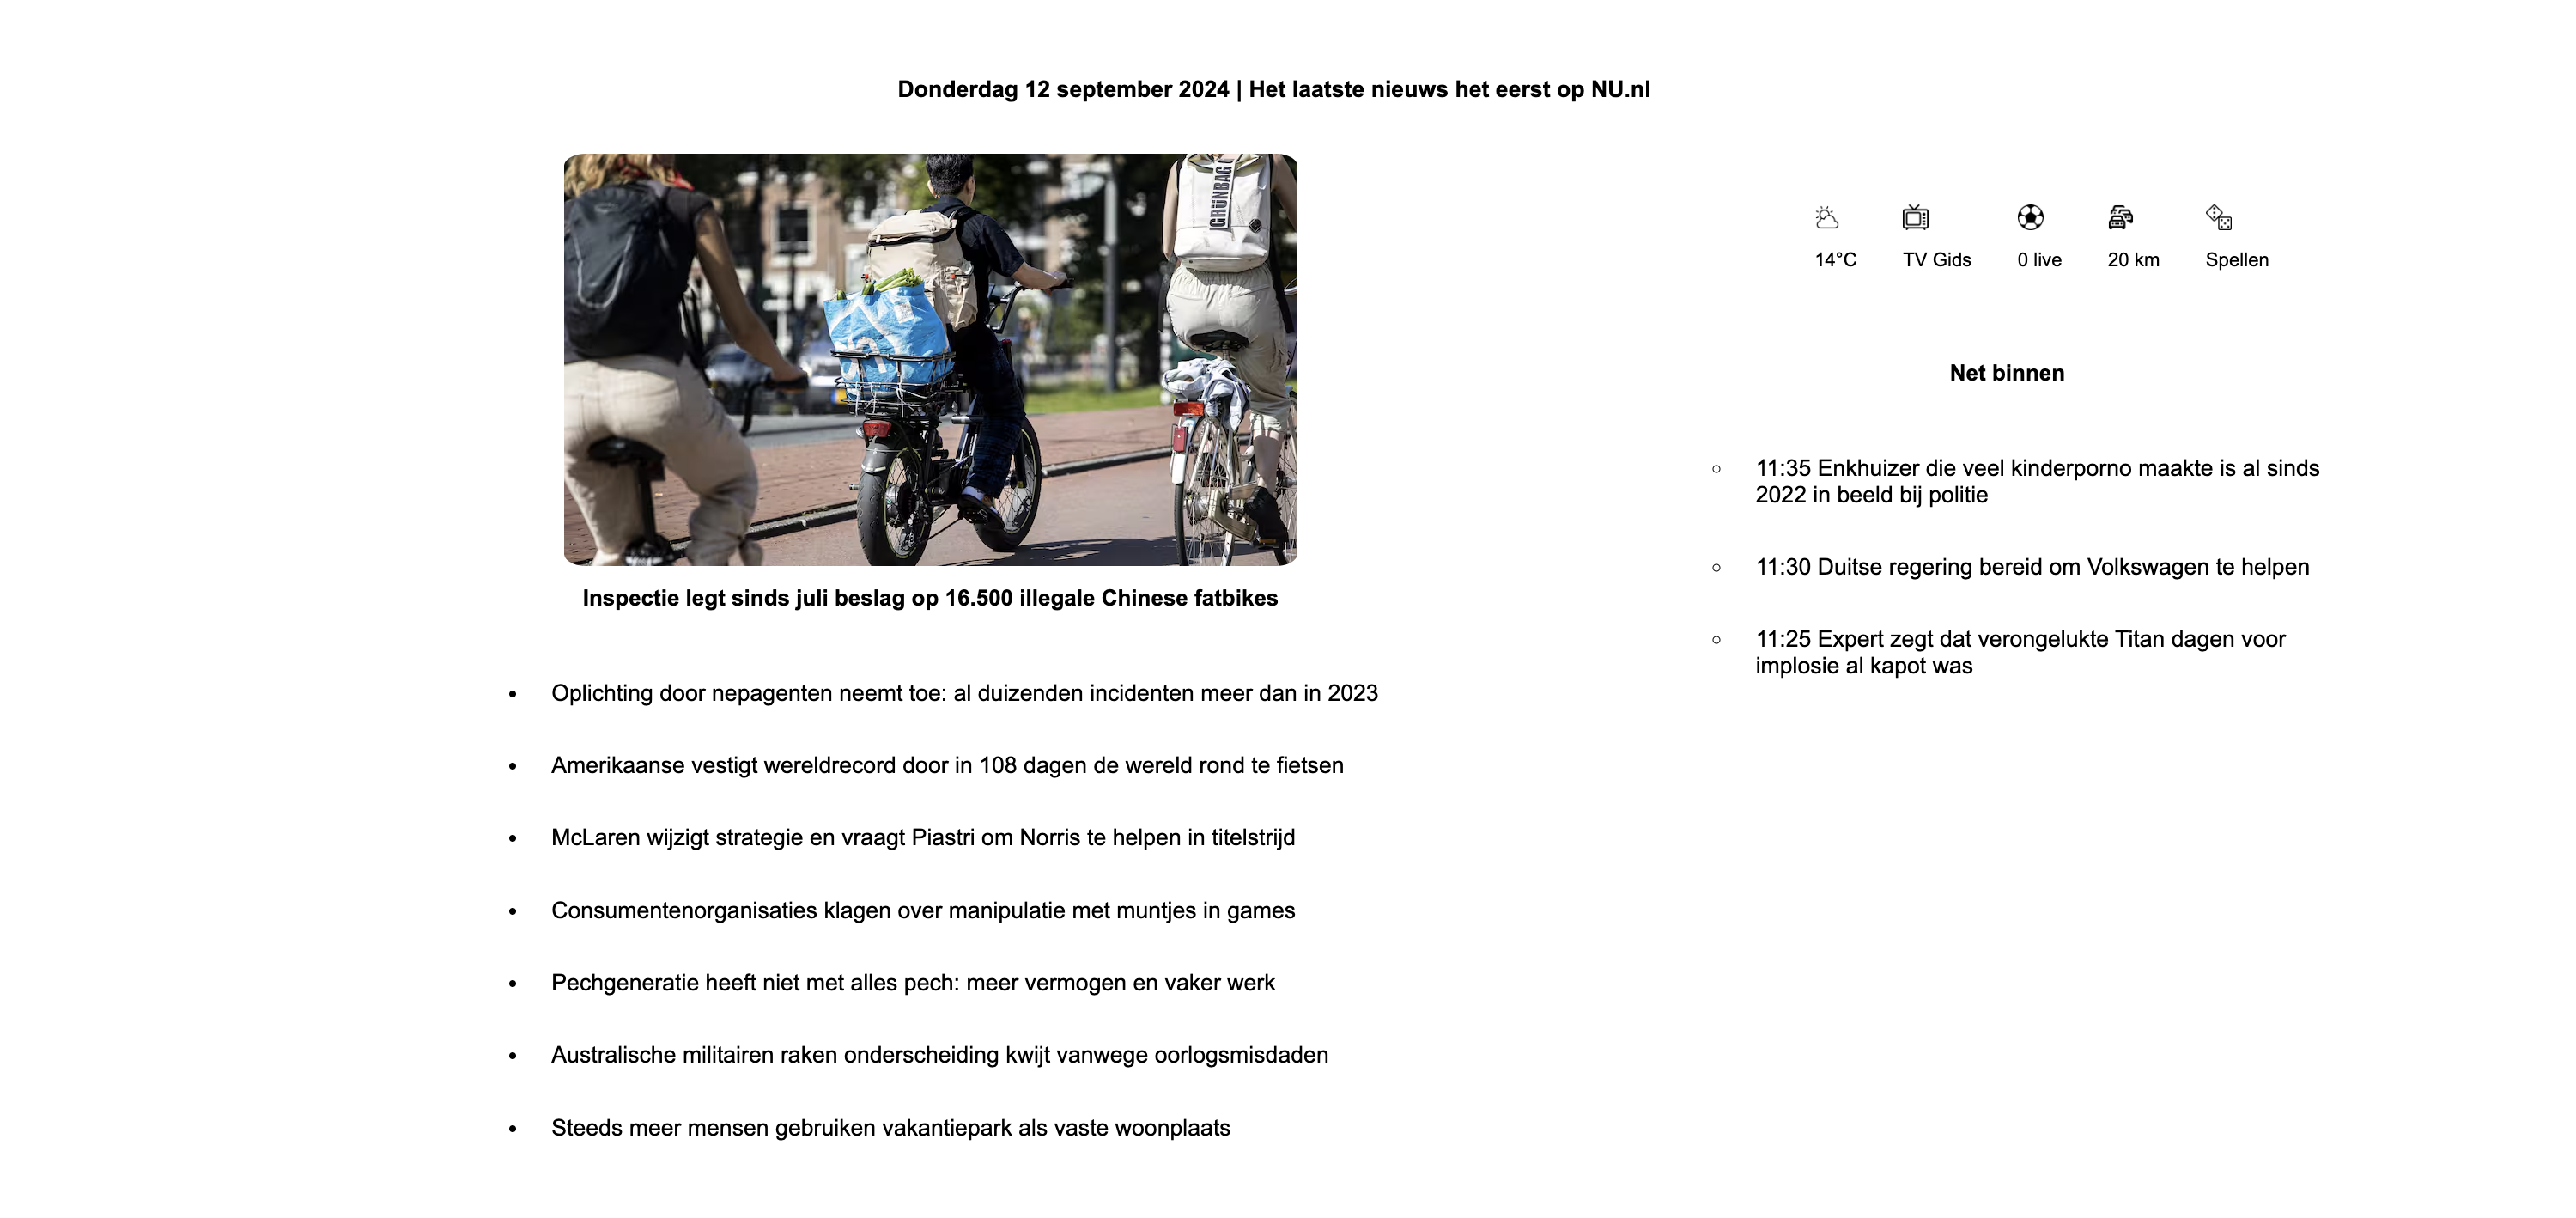 Donderdag 12 september 2024 | Het laatste nieuws het eerst op NU.nl
GRÜNBAG
Inspectie legt sinds juli beslag op 16.500 illegale Chinese fatbikes
• Oplichting door nepagenten neemt toe: al duizenden incidenten meer dan in 2023
• Amerikaanse vestigt wereldrecord door in 108 dagen de wereld rond te fietsen
• McLaren wijzigt strategie en vraagt Piastri om Norris te helpen in titelstrijd
• Consumentenorganisaties klagen over manipulatie met muntjes in games
• Pechgeneratie heeft niet met alles pech: meer vermogen en vaker werk
• Australische militairen raken onderscheiding kwijt vanwege oorlogsmisdaden
• Steeds meer mensen gebruiken vakantiepark als vaste woonplaats
14°C TV Gids 0 live 20 km Spellen
Net binnen
○ 11:35 Enkhuizer die veel kinderporno maakte is al sinds
2022 in beeld bij politie
○ 11:30 Duitse regering bereid om Volkswagen te helpen
○ 11:25 Expert zegt dat verongelukte Titan dagen voor
implosie al kapot was